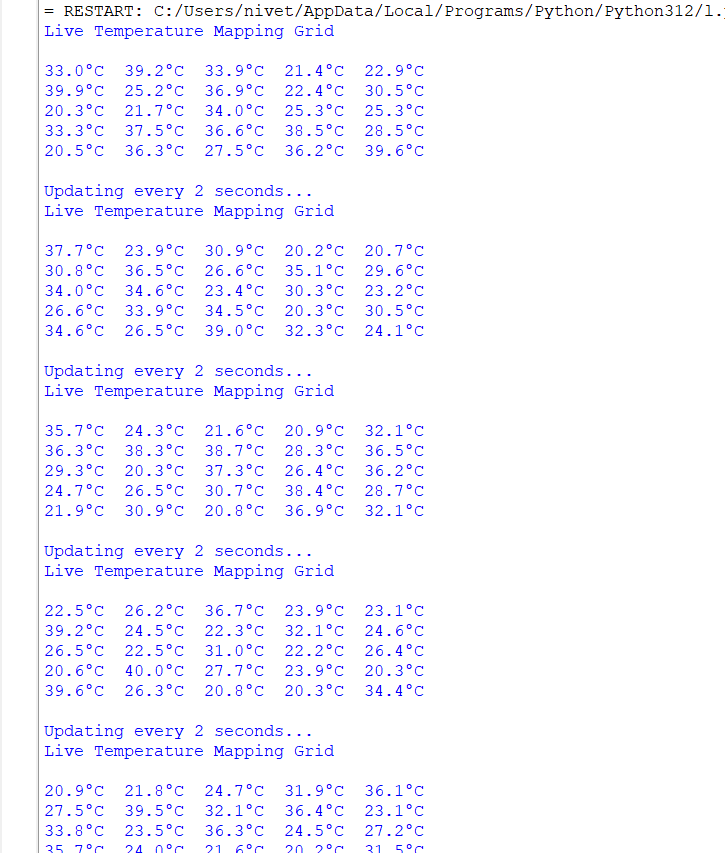 = RESTART: C:/Users/nivet/AppData/Local/Programs/Python/Python312/1.
Live Temperature Mapping Grid
33.0°C 39.2°C 33.9°C 21.4°C 22.9°C
39.9°C 25.2°C 36.9°C 22.4°C 30.5°C
20.3°C 21.7°C 34.0°C 25.3°C 25.3°C
33.3°C 37.5°C 36.6°C 38.5°C 28.5°C
20.5°C 36.3°C 27.5°C 36.2°C 39.6°C
Updating every 2 seconds...
Live Temperature Mapping Grid
37.7°C 23.9°C 30.9°C 20.2°C 20.7°C
30.8°C 36.5°C 26.6°C 35.1°C 29.6°C
34.0°C 34.6°C 23.4°C 30.3°C 23.2°C
26.6°C 33.9°C 34.5°C 20.3°C 30.5°C
34.6°C 26.5°C 39.0°C 32.3°C 24.1°C
Updating every 2 seconds...
Live Temperature Mapping Grid
35.7°C 24.3°C 21.6°C 20.9°C 32.1°C
36.3°C 38.3°C 38.7°C 28.3°C 36.5°C
29.3°C 20.3°C 37.3°C 26.4°C 36.2°C
24.7°C 26.5°C 30.7°C 38.4°C 28.7°C
21.9°C 30.9°C 20.8°C 36.9°C 32.1°C
Updating every 2 seconds...
Live Temperature Mapping Grid
22.5°C 26.2°C 36.7°C 23.9°C 23.1°C
39.2°C 24.5°C 22.3°C 32.1°C 24.6°C
26.5°C 22.5°C 31.0°C 22.2°C 26.4°C
20.6°C 40.0°C 27.7°C 23.9°C 20.3°C
39.6°C 26.3°C 20.8°C 20.3°C 34.4°C
Updating every 2 seconds...
Live Temperature Mapping Grid
20.9°C 21.8°C 24.7°C 31.9°C 36.1°C
27.5°C 39.5°C 32.1°C 36.4°C 23.1°C
33.8°C 23.5°C 36.3°C 24.5°C 27.2°C
35.7°C 24.0°C 21.6°C 20.2°C 31.5°C